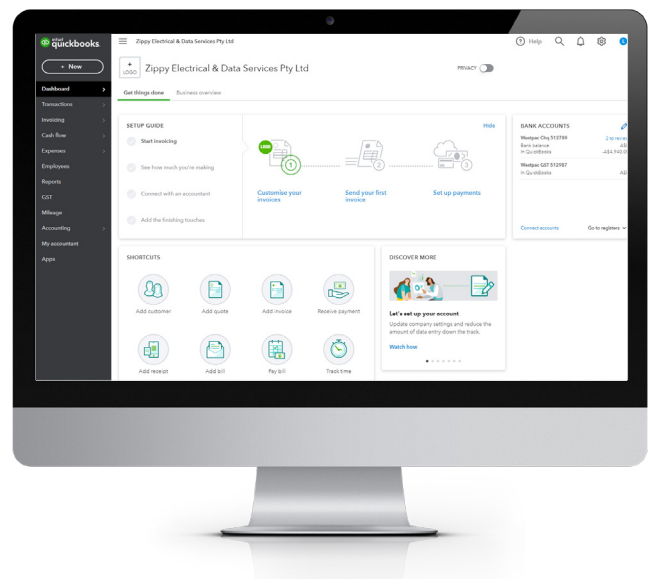 intuit
quickbooks.
Zippy Electrical & Data Services Pty Ltd
Help
+ New
+
LOGO
Zippy Electrical & Data Services Pty Ltd
PRIVACY
Dashboard
Transactions
Invoicing
Cash flow
Expenses
Employees
Reports
GST
Mileage
Accounting
My accountant
Apps
Get things done
Business overview
SETUP GUIDE
Hide
Start invoicing
See how much you're making
Connect with an accountant
Add the finishing touches
1
2
3
Customise your
invoices
Send your first
invoice
Set up payments
BANK ACCOUNTS
Westpac Chq 512789
2 to review
Bank balance
In QuickBooks
Westpac GST 512987
In QuickBooks
Connect accounts
Go to registers
SHORTCUTS
Add customer
Add quote
Add invoice
Receive payment
Add receipt
Add bill
Pay bill
Track time
DISCOVER MORE
Let's set up your account
Update company settings and reduce the
amount of data entry down the track.
Watch how